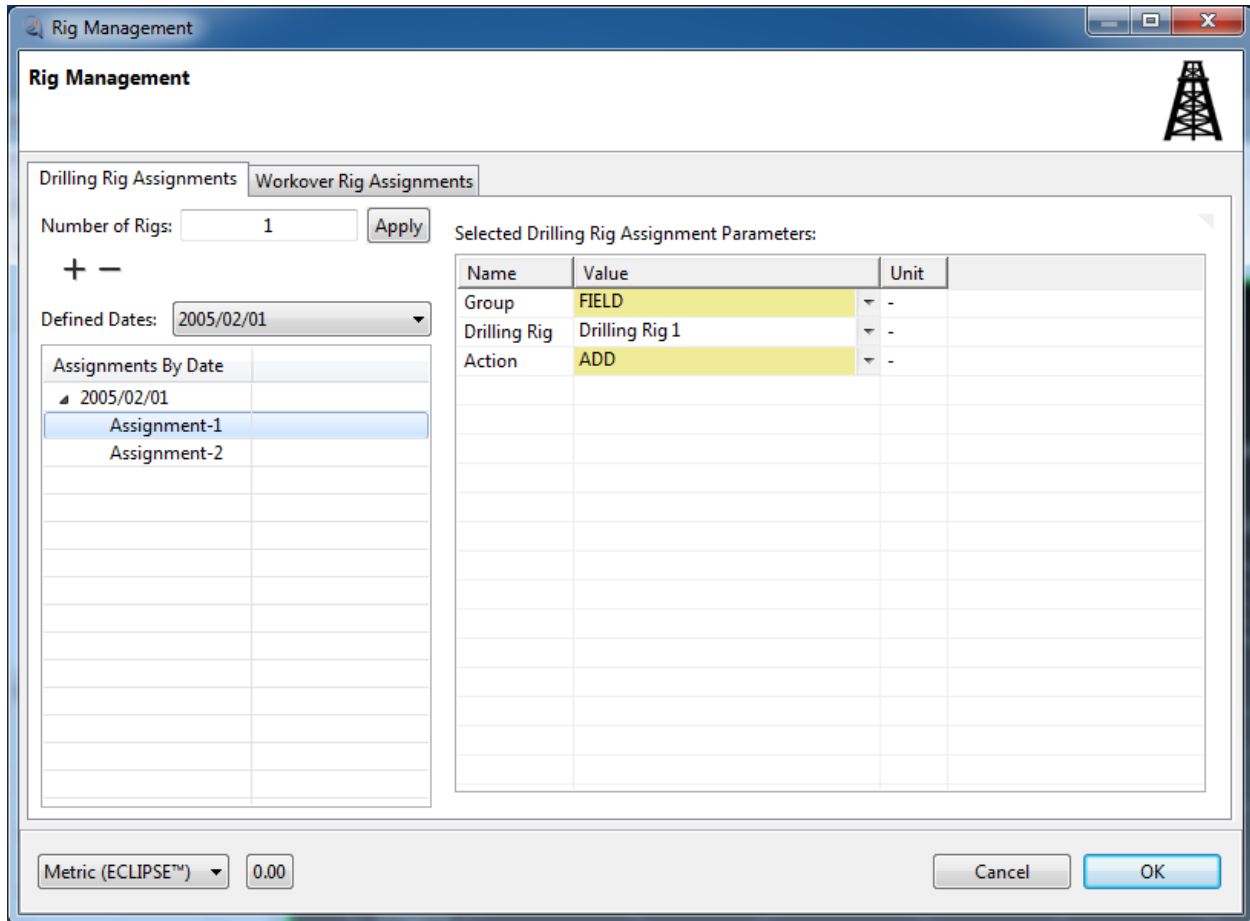 Rig Management
Rig Management
Drilling Rig Assignments Workover Rig Assignments
Number of Rigs: 1 Apply
+ −
Defined Dates: 2005/02/01
Assignments By Date
2005/02/01
Assignment-1
Assignment-2
Selected Drilling Rig Assignment Parameters:
Name Value Unit
Group FIELD -
Drilling Rig Drilling Rig 1 -
Action ADD -
Metric (ECLIPSE™) 0.00 Cancel OK